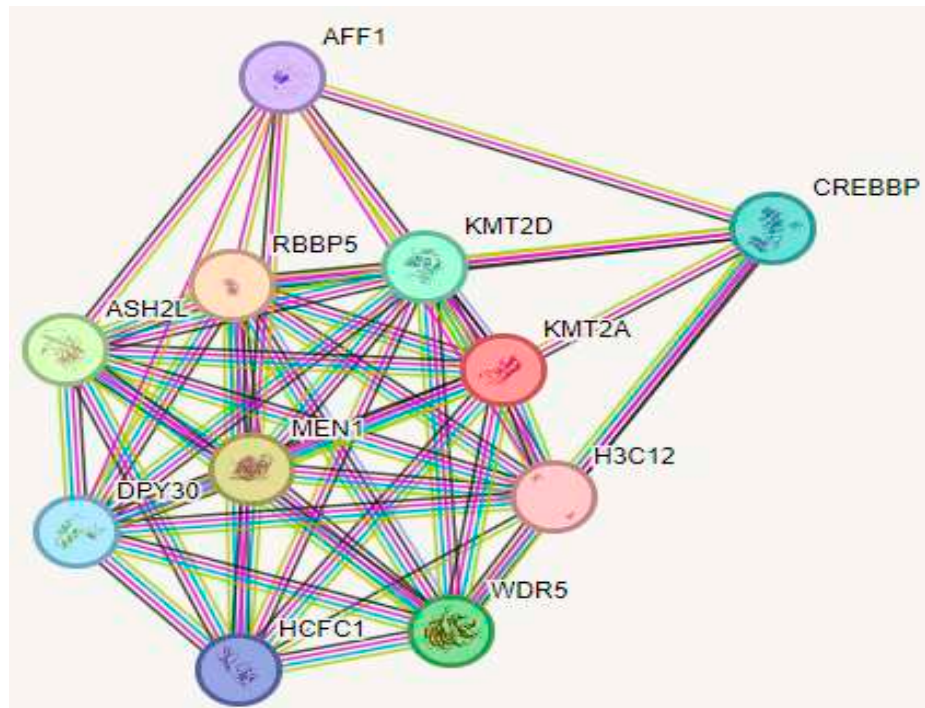 AFF1
CREBBP
KMT2D
RBBP5
ASH2L
KMT2A
MEN1
H3C12
DPY30
WDR5
HCFC1